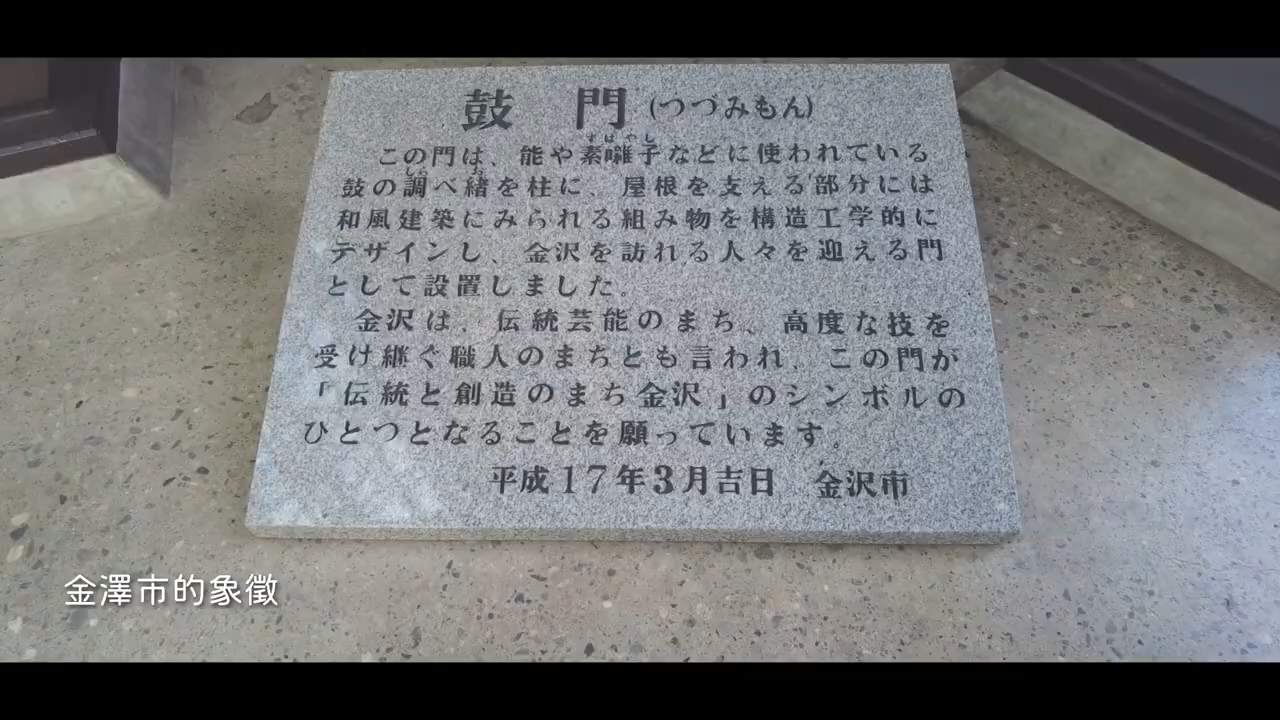 鼓 門 (つづみもん)
すばやし
この門は、能や素囃子などに使われている
しら お
鼓の調べ緒を柱に、屋根を支える部分には
和風建築にみられる組み物を構造工学的に
デザインし、金沢を訪れる人々を迎える門
として設置しました。
金沢は、伝統芸能のまち、高度な技を
受け継ぐ職人のまちとも言われ、この門が
「伝統と創造のまち金沢」のシンボルの
ひとつとなることを願っています。
平成17年3月吉日 金沢市
金澤市的象徵